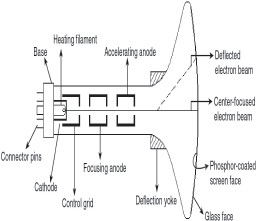 Heating filament
Base
Accelerating anode
Deflected
electron beam
Center-focused
electron beam
Connector pins
Focusing anode
Phosphor-coated
screen face
Cathode
Control grid
Deflection yoke
Glass face